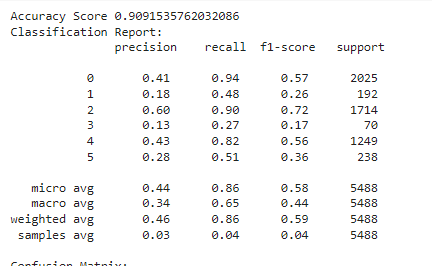 Accuracy Score 0.9091535762032086
Classification Report:
precision recall f1-score support
0 0.41 0.94 0.57 2025
1 0.18 0.48 0.26 192
2 0.60 0.90 0.72 1714
3 0.13 0.27 0.17 70
4 0.43 0.82 0.56 1249
5 0.28 0.51 0.36 238
micro avg 0.44 0.86 0.58 5488
macro avg 0.34 0.65 0.44 5488
weighted avg 0.46 0.86 0.59 5488
samples avg 0.03 0.04 0.04 5488
Confusion Matrix: